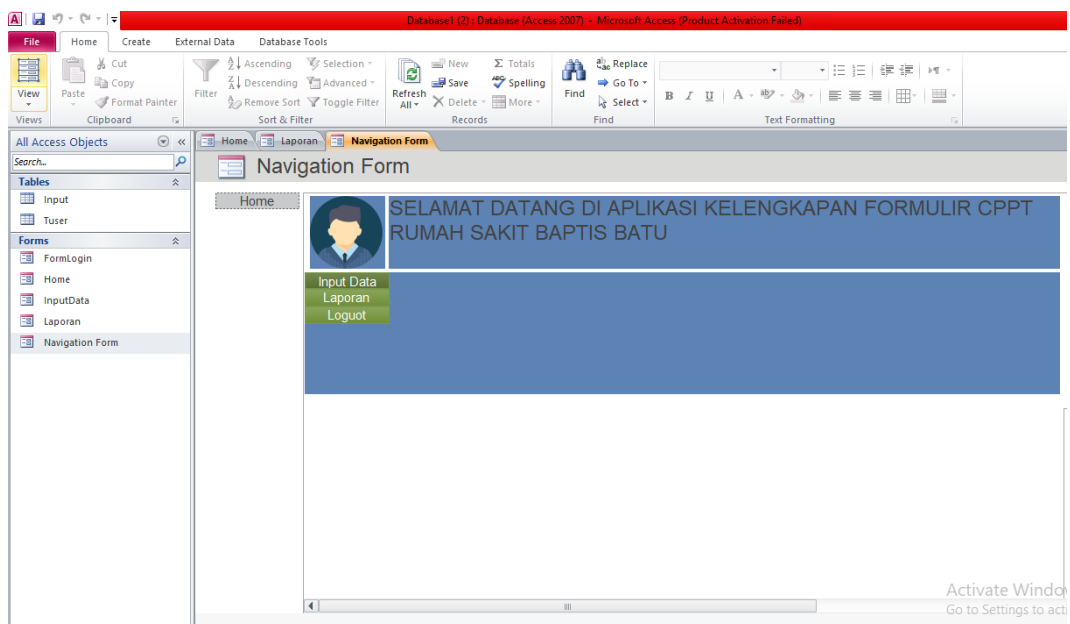 A
Database1 (2) : Database (Access 2007) - Microsoft Access (Product Activation Failed)
File Home Create External Data Database Tools
View
Views
Paste
Cut
Copy
Format Painter
Clipboard
Filter
Ascending
Descending
Remove Sort
Selection
Advanced
Toggle Filter
Sort & Filter
Refresh
All
New
Save
Delete
Totals
Spelling
More
Records
Find
Replace
Go To
Select
Find
B I U A
Text Formatting
All Access Objects
Search...
Tables
Input
Tuser
Forms
FormLogin
Home
InputData
Laporan
Navigation Form
Home Laporan Navigation Form
Navigation Form
Home
SELAMAT DATANG DI APLIKASI KELENGKAPAN FORMULIR CPPT
RUMAH SAKIT BAPTIS BATU
Input Data
Laporan
Loguot
Activate Windo
Go to Settings to acti